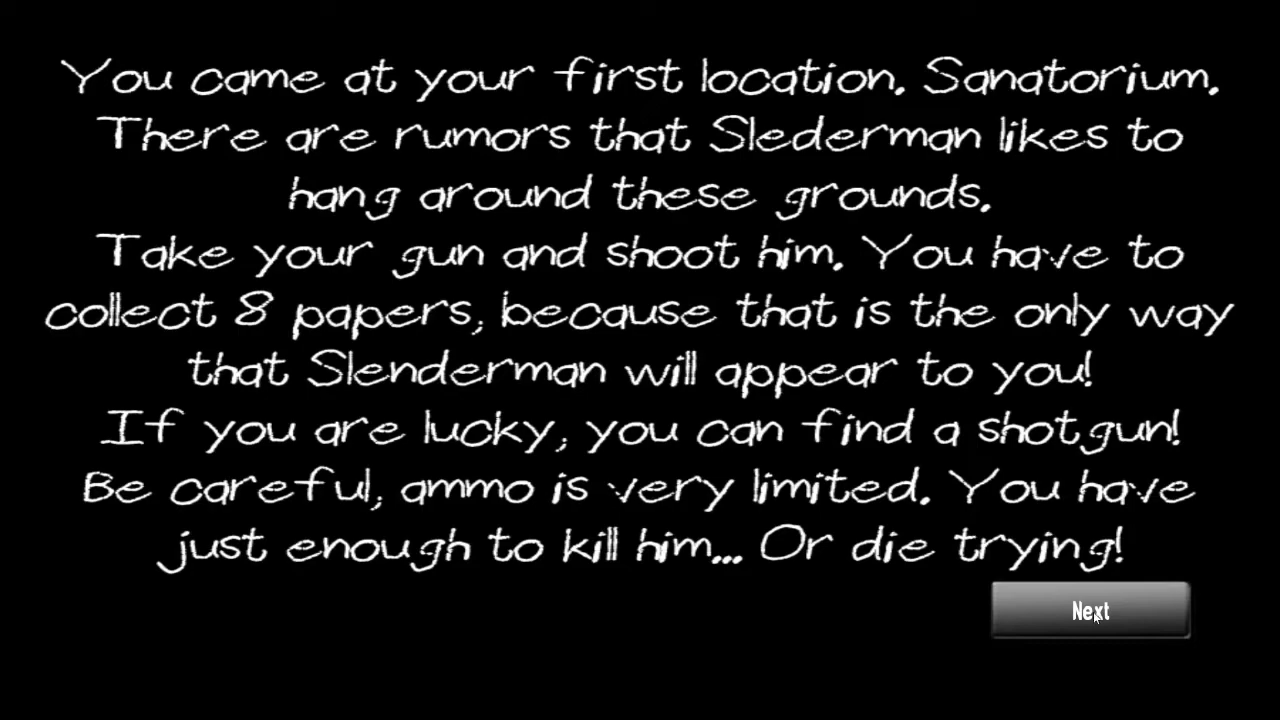 You came at your first location. Sanatorium.
There are rumors that Slederman likes to
hang around these grounds.
Take your gun and shoot him. You have to
collect 8 papers, because that is the only way
that Slenderman will appear to you!
If you are lucky, you can find a shotgun!
Be careful, ammo is very limited. You have
just enough to kill him... Or die trying!
Next